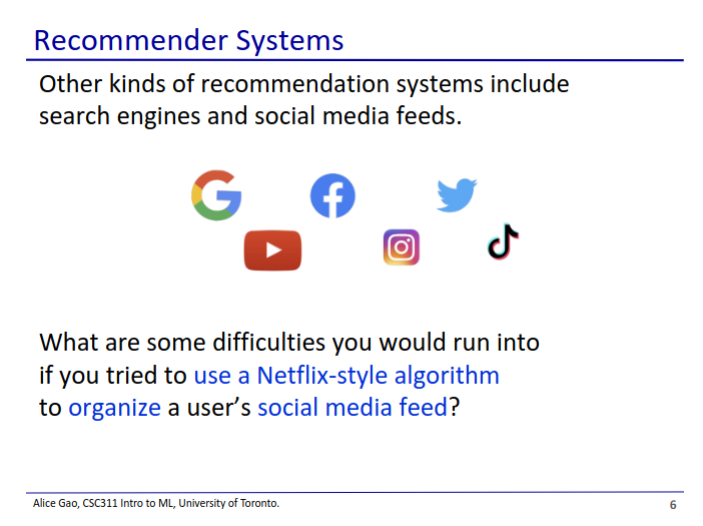 Recommender Systems
Other kinds of recommendation systems include
search engines and social media feeds.
What are some difficulties you would run into
if you tried to use a Netflix-style algorithm
to organize a user’s social media feed?
Alice Gao, CSC311 Intro to ML, University of Toronto.
6